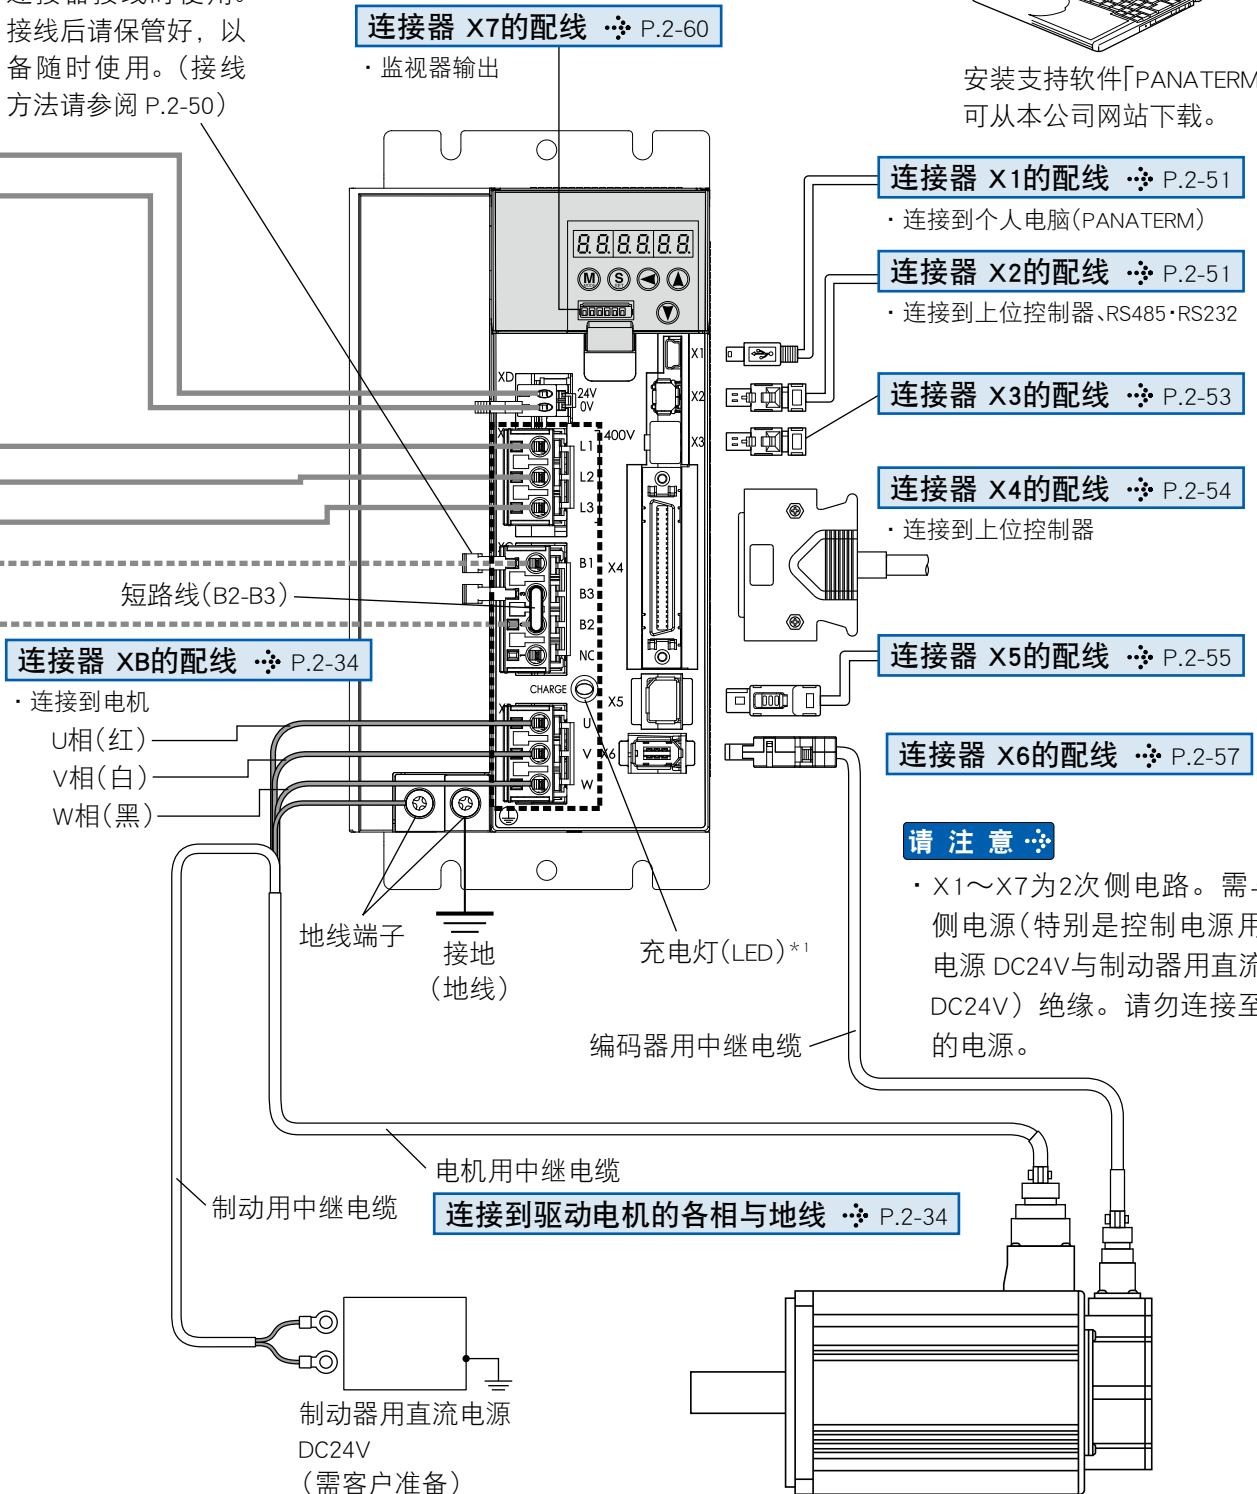 接线后请保管好，以
备随时使用。（接线
方法请参阅 P.2-50）
连接器 X7的配线 P.2-60
・监视器输出
安装支持软件「PANATERM
可从本公司网站下载。
连接器 X1的配线 P.2-51
・连接到个人电脑（PANATERM）
连接器 X2的配线 P.2-51
・连接到上位控制器、RS485・RS232
连接器 X3的配线 P.2-53
连接器 X4的配线 P.2-54
・连接到上位控制器
连接器 X5的配线 P.2-55
连接器 X6的配线 P.2-57
8.8.8.8.8.8.
M S
X1
XD
24V
0V
X2
400V
X3
L1
L2
L3
B1
X4
B3
B2
NC
CHARGE
X5
U
V
X6
W
短路线（B2-B3）
连接器 XB的配线 P.2-34
・连接到电机
U相（红）
V相（白）
W相（黑）
地线端子
接地
（地线）
充电灯（LED）*1
请 注 意
・X1～X7为2次侧电路。需
侧电源（特别是控制电源用
电源 DC24V与制动器用直流
DC24V）绝缘。请勿连接至
的电源。
编码器用中继电缆
电机用中继电缆
制动用中继电缆
连接到驱动电机的各相与地线 P.2-34
制动器用直流电源
DC24V
（需客户准备）